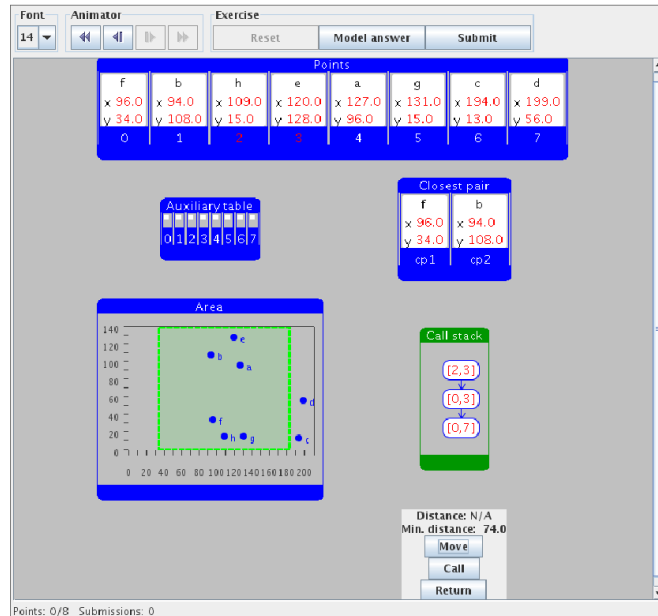 Font Animator Exercise
14 Reset Model answer Submit
Points
f b h e a g c d
x 96.0 x 94.0 x 109.0 x 120.0 x 127.0 x 131.0 x 194.0 x 199.0
y 34.0 y 108.0 y 15.0 y 128.0 y 96.0 y 15.0 y 13.0 y 56.0
0 1 2 3 4 5 6 7
Auxiliary table
0 1 2 3 4 5 6 7
Closest pair
f b
x 96.0 x 94.0
y 34.0 y 108.0
cp1 cp2
Area
140
120
100
80
60
40
20
0
e
b
a
d
f
h g c
0 20 40 60 80 100 120 140 160 180 200
Call stack
[2,3]
[0,3]
[0,7]
Distance: N/A
Min. distance: 74.0
Move
Call
Return
Points: 0/8 Submissions: 0